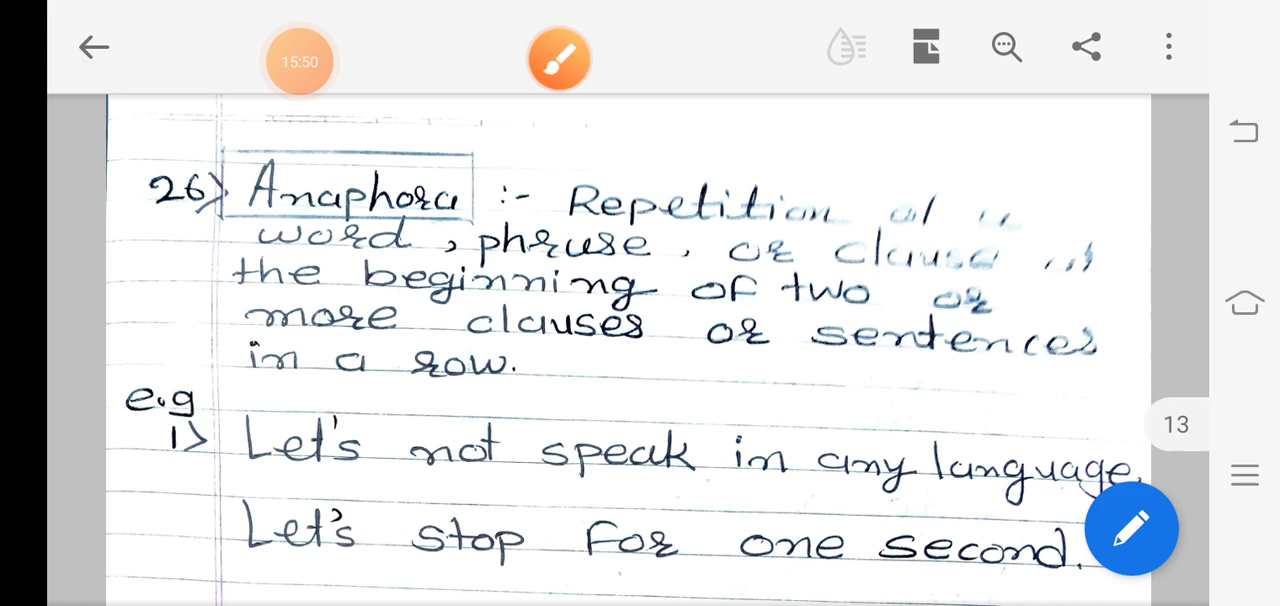 15:50
26) Anaphora :- Repetition of a
word, phrase, or clause at
the beginning of two or
more clauses or sentences
in a row.
e.g
1) Let's not speak in any language.
13
Let's stop for one second.